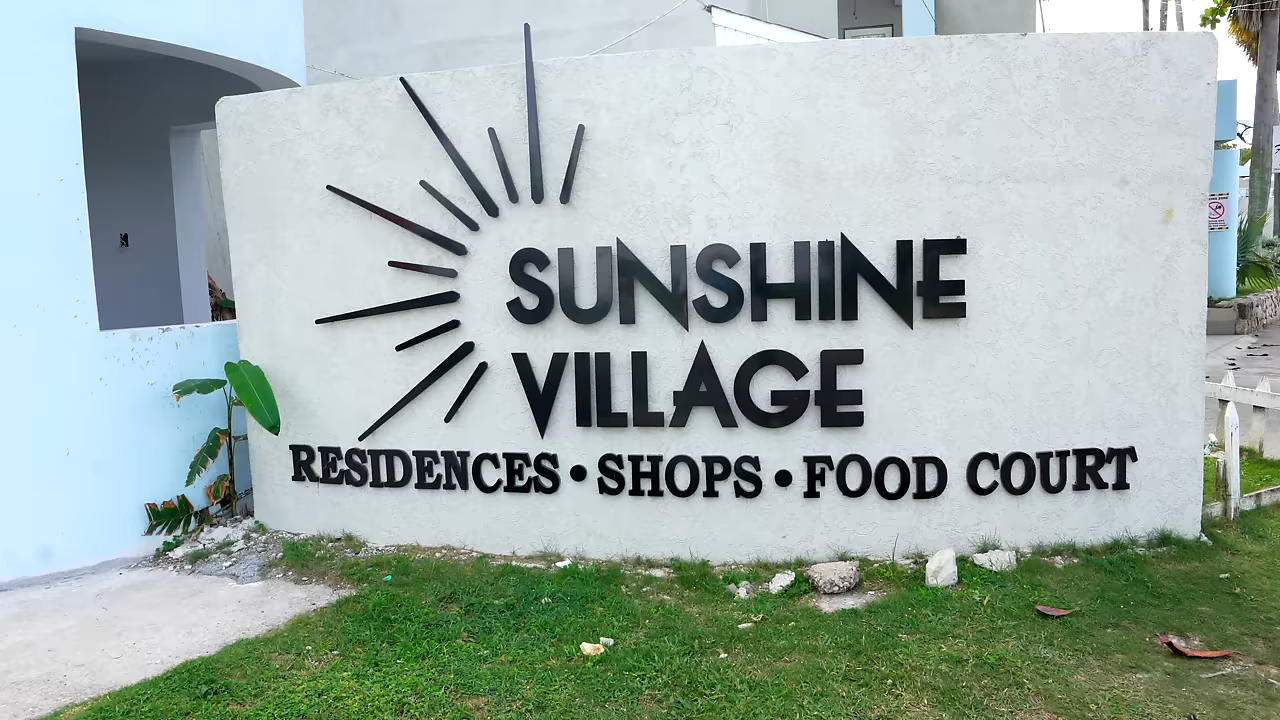 SUNSHINE
VILLAGE
RESIDENCES • SHOPS • FOOD COURT